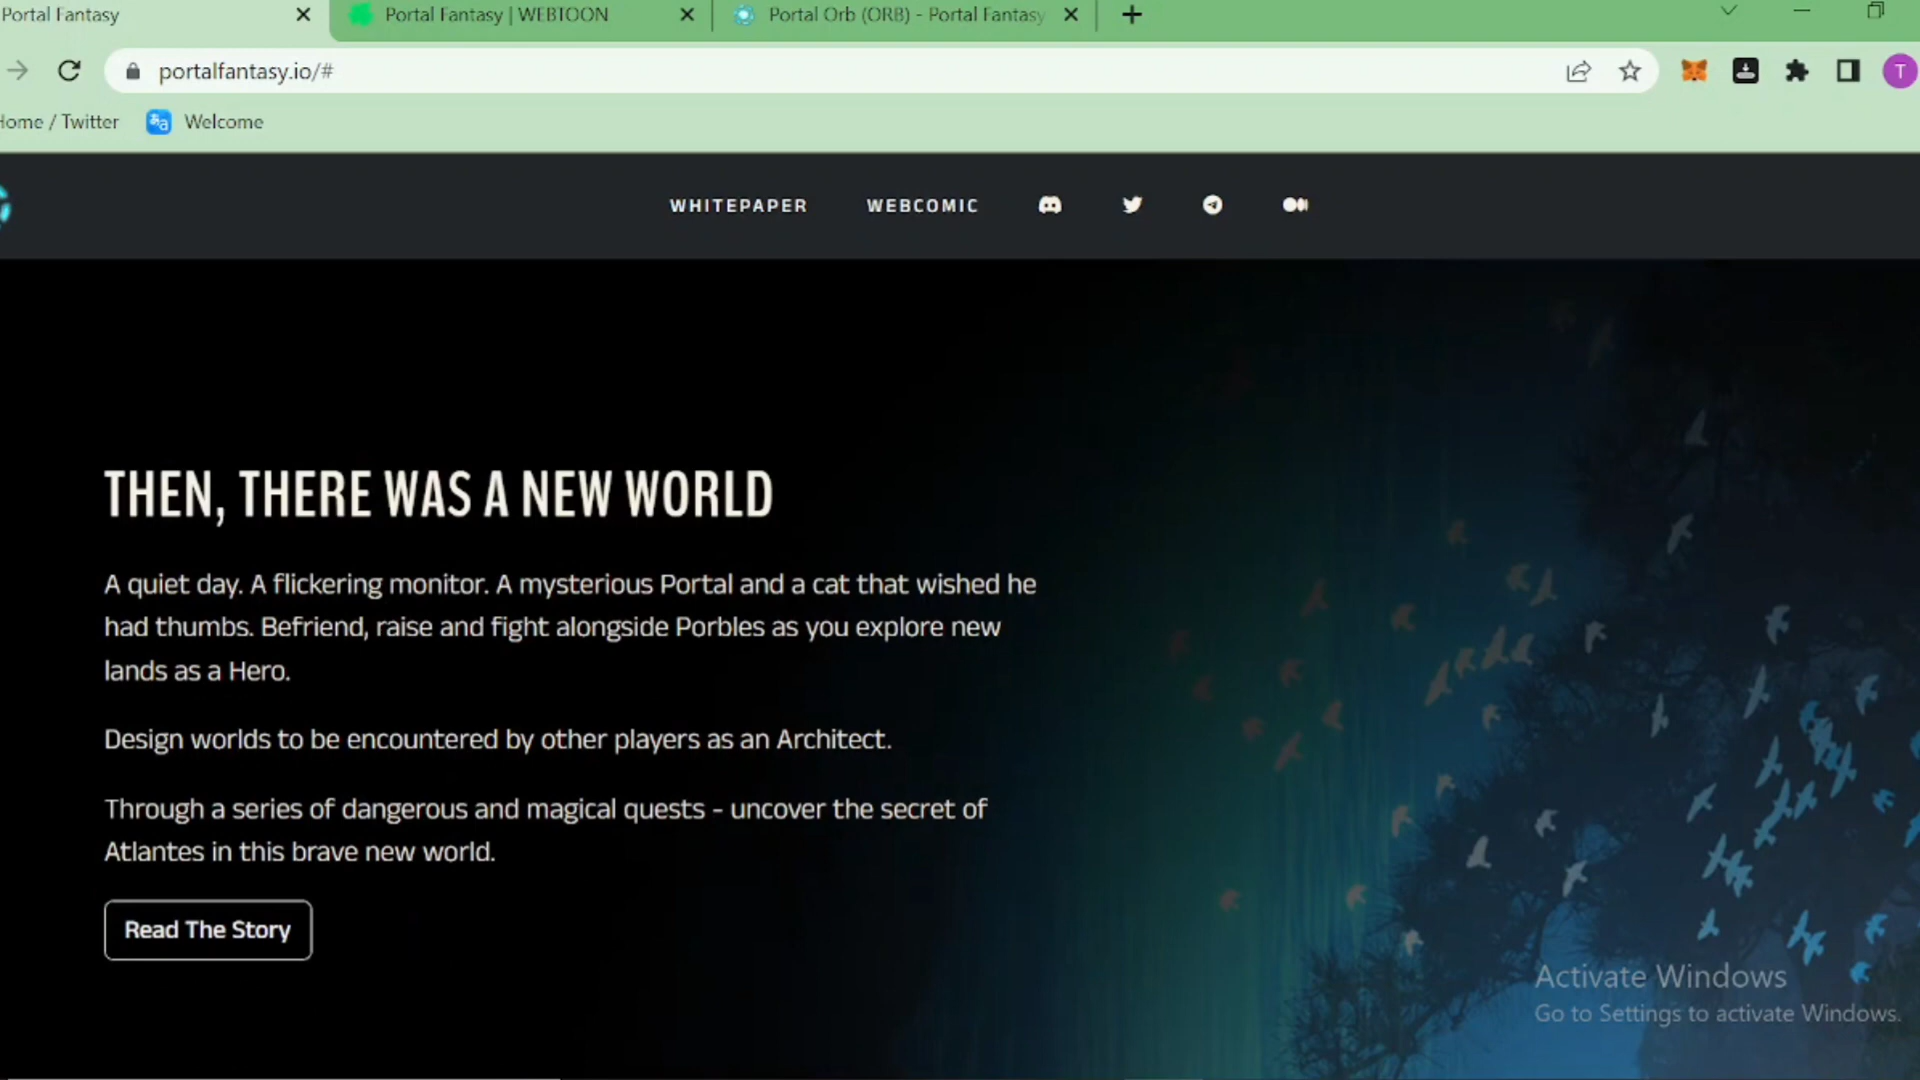 Portal Fantasy
Portal Fantasy | WEBTOON
Portal Orb (ORB) - Portal Fantasy
portalfantasy.io/#
T
Home / Twitter
Welcome
WHITEPAPER
WEBCOMIC
THEN, THERE WAS A NEW WORLD
A quiet day. A flickering monitor. A mysterious Portal and a cat that wished he
had thumbs. Befriend, raise and fight alongside Porbles as you explore new
lands as a Hero.
Design worlds to be encountered by other players as an Architect.
Through a series of dangerous and magical quests - uncover the secret of
Atlantes in this brave new world.
Read The Story
Activate Windows
Go to Settings to activate Windows.